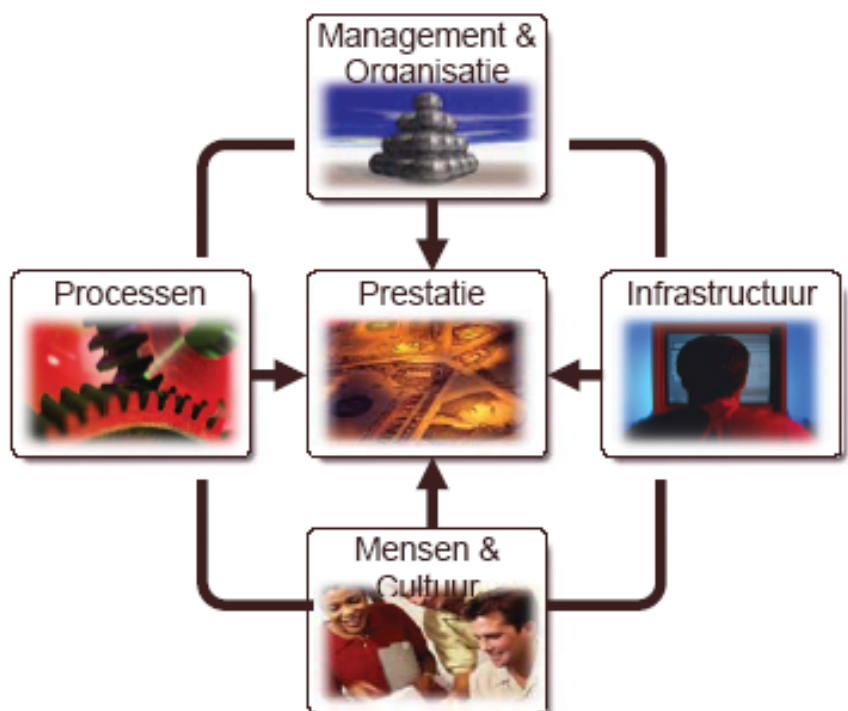 Management &
Organisatie
Processen
Prestatie
Infrastructuur
Mensen &
Cultuur